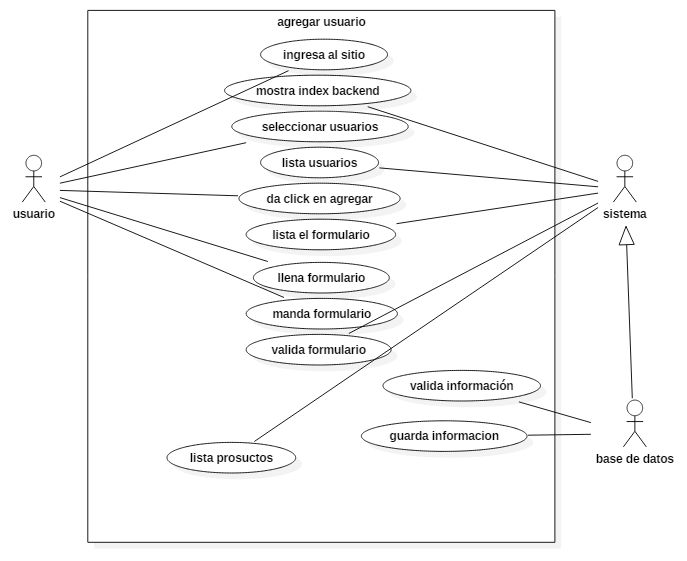 agregar usuario
ingresa al sitio
mostra index backend
seleccionar usuarios
lista usuarios
da click en agregar
usuario
sistema
lista el formulario
llena formulario
manda formulario
valida formulario
valida información
guarda informacion
lista prosuctos
base de datos